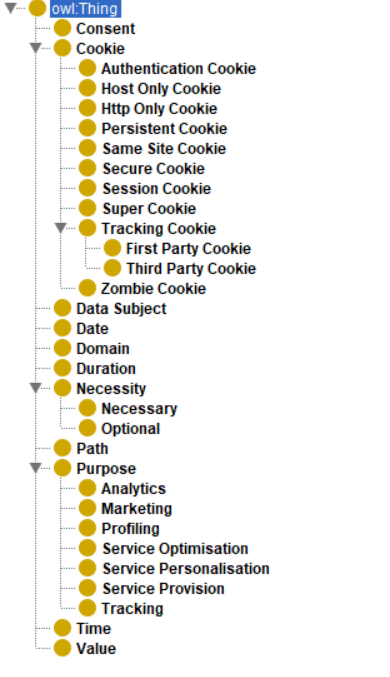 owl:Thing
Consent
Cookie
Authentication Cookie
Host Only Cookie
Http Only Cookie
Persistent Cookie
Same Site Cookie
Secure Cookie
Session Cookie
Super Cookie
Tracking Cookie
First Party Cookie
Third Party Cookie
Zombie Cookie
Data Subject
Date
Domain
Duration
Necessity
Necessary
Optional
Path
Purpose
Analytics
Marketing
Profiling
Service Optimisation
Service Personalisation
Service Provision
Tracking
Time
Value